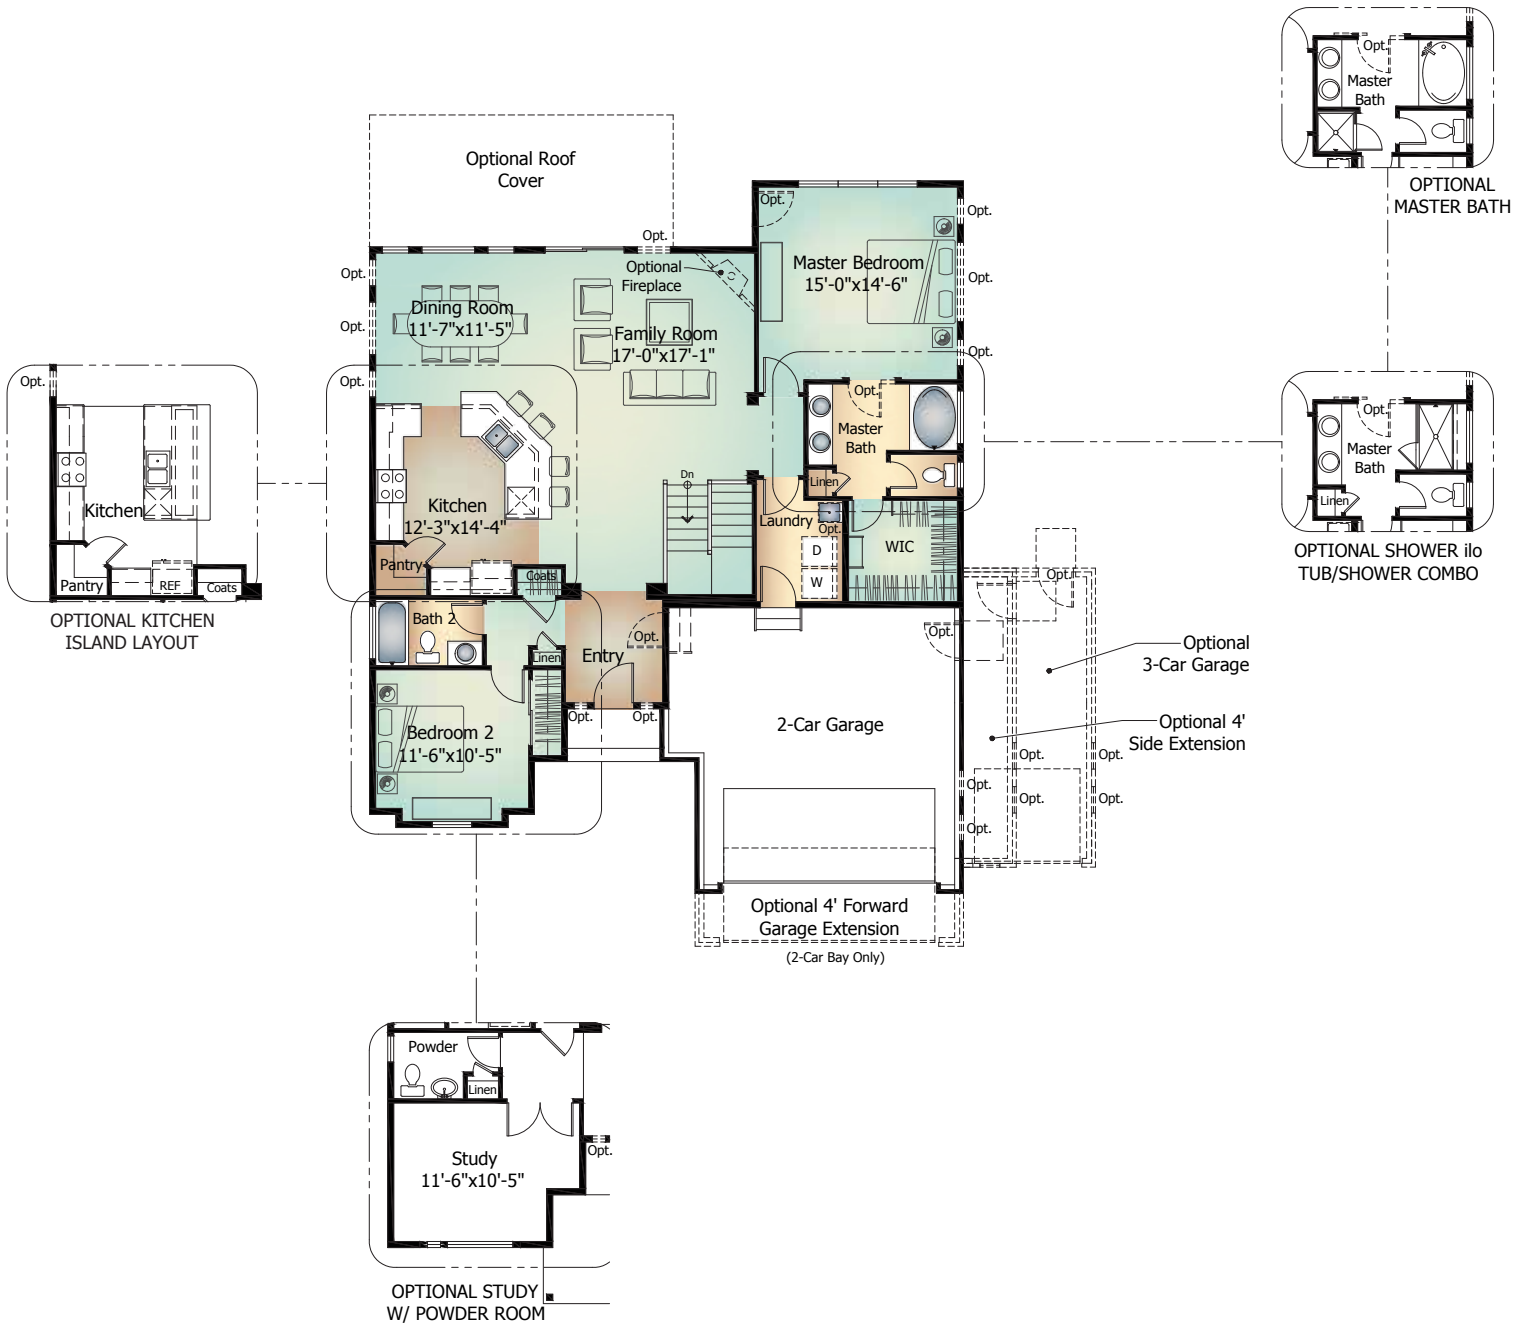 Opt.
Master
Bath
OPTIONAL
MASTER BATH
Optional Roof
Cover
Opt.
Opt.
Opt.
Opt.
Optional
Fireplace
Master Bedroom
15'-0"x14'-6"
Opt.
Opt.
Dining Room
11'-7"x11'-5"
Opt.
Family Room
17'-0"x17'-1"
Opt.
Opt.
Opt.
Opt.
Master
Bath
Opt.
Master
Bath
Linen
OPTIONAL SHOWER ilo
TUB/SHOWER COMBO
Opt.
Kitchen
Pantry
REF
Coats
OPTIONAL KITCHEN
ISLAND LAYOUT
Dn
Linen
Kitchen
12'-3"x14'-4"
Laundry
Opt.
D
W
WIC
Pantry
Coats
Opt.
Bath 2
Linen
Entry
Opt.
Opt.
Optional
3-Car Garage
Bedroom 2
11'-6"x10'-5"
Opt.
Opt.
2-Car Garage
Optional 4'
Side Extension
Opt.
Opt.
Opt.
Opt.
Opt.
Opt.
Optional 4' Forward
Garage Extension
(2-Car Bay Only)
Powder
Linen
Study
11'-6"x10'-5"
Opt.
OPTIONAL STUDY
W/ POWDER ROOM